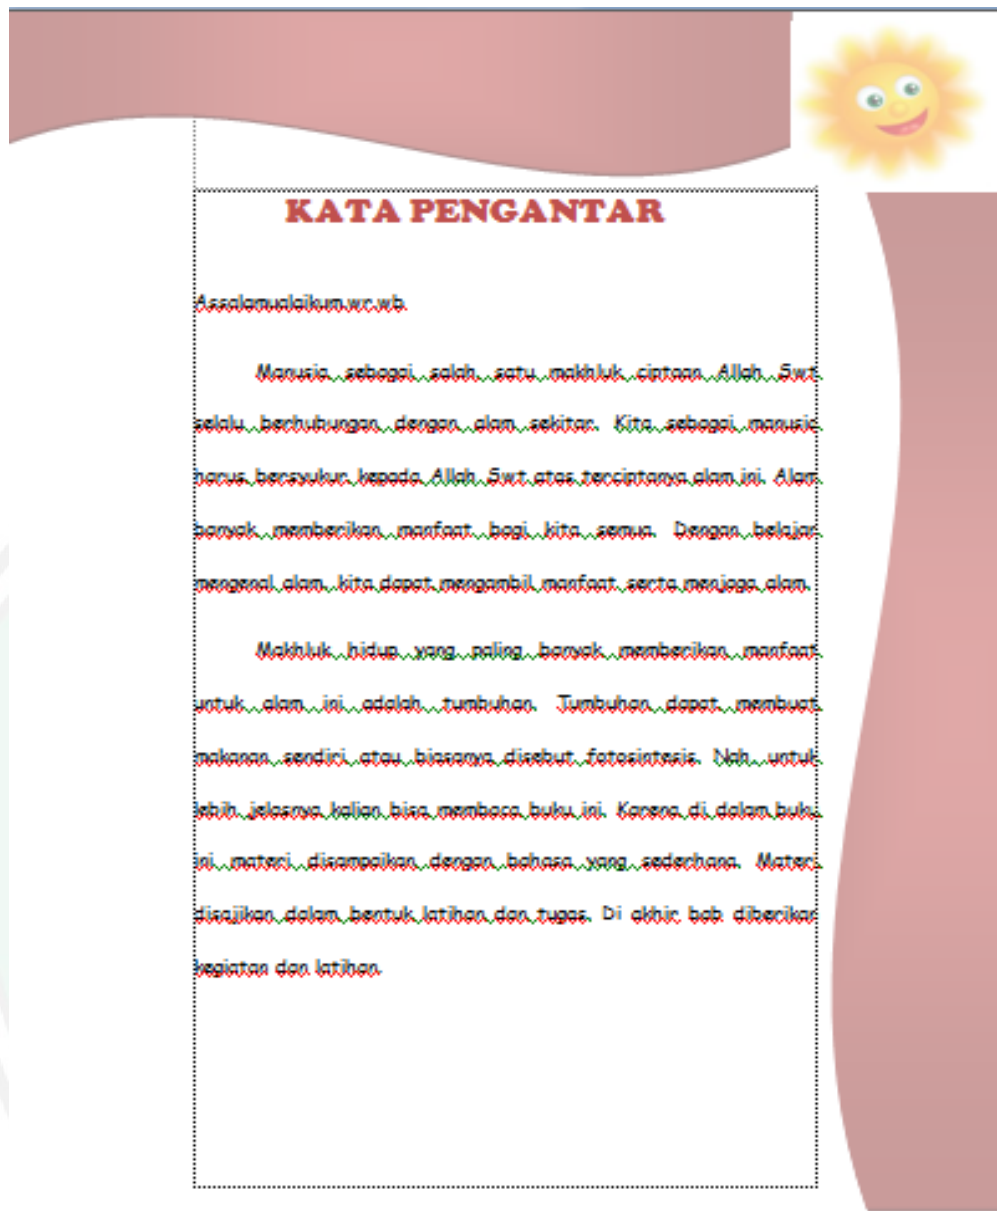 KATA PENGANTAR
Assalamualaikum.wr.wb.
Manusia sebagai salah satu makhluk ciptaan Allah Swt
selalu berhubungan dengan alam sekitar. Kita sebagai manusia
harus bersyukur kepada Allah Swt atas terciptanya alam ini. Alam
banyak memberikan manfaat bagi kita semua. Dengan belajar
mengenal alam, kita dapat mengambil manfaat serta menjaga alam.
Makhluk hidup yang paling banyak memberikan manfaat
untuk alam ini adalah tumbuhan. Tumbuhan dapat membuat
makanan sendiri atau biasanya disebut fotosintesis. Nah untuk
lebih jelasnya kalian bisa membaca buku ini. Karena di dalam buku
ini materi disampaikan dengan bahasa yang sederhana. Materi
disajikan dalam bentuk latihan dan tugas. Di akhir bab diberikan
kegiatan dan latihan.